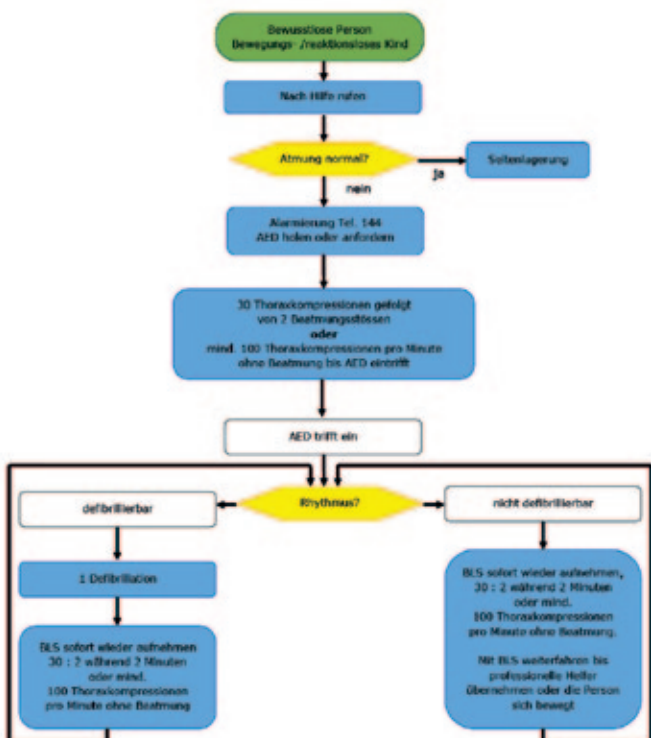 Bewusstlose Person
Bewegungs- /reaktionsloses Kind
Nach Hilfe rufen
Atmung normal?
ja
Seitenlagerung
nein
Alarmierung Tel. 144
AED holen oder anfordern
30 Thoraxkompressionen gefolgt
von 2 Beatmungsstössen
oder
mind. 100 Thoraxkompressionen pro Minute
ohne Beatmung bis AED eintrifft
AED trifft ein
Rhythmus?
defibrillierbar
nicht defibrillierbar
1 Defibrillation
BLS sofort wieder aufnehmen
30 : 2 während 2 Minuten
oder mind.
100 Thoraxkompressionen
pro Minute ohne Beatmung
BLS sofort wieder aufnehmen,
30 : 2 während 2 Minuten
oder mind.
100 Thoraxkompressionen
pro Minute ohne Beatmung.
Mit BLS weiterfahren bis
professionelle Helfer
übernehmen oder die Person
sich bewegt